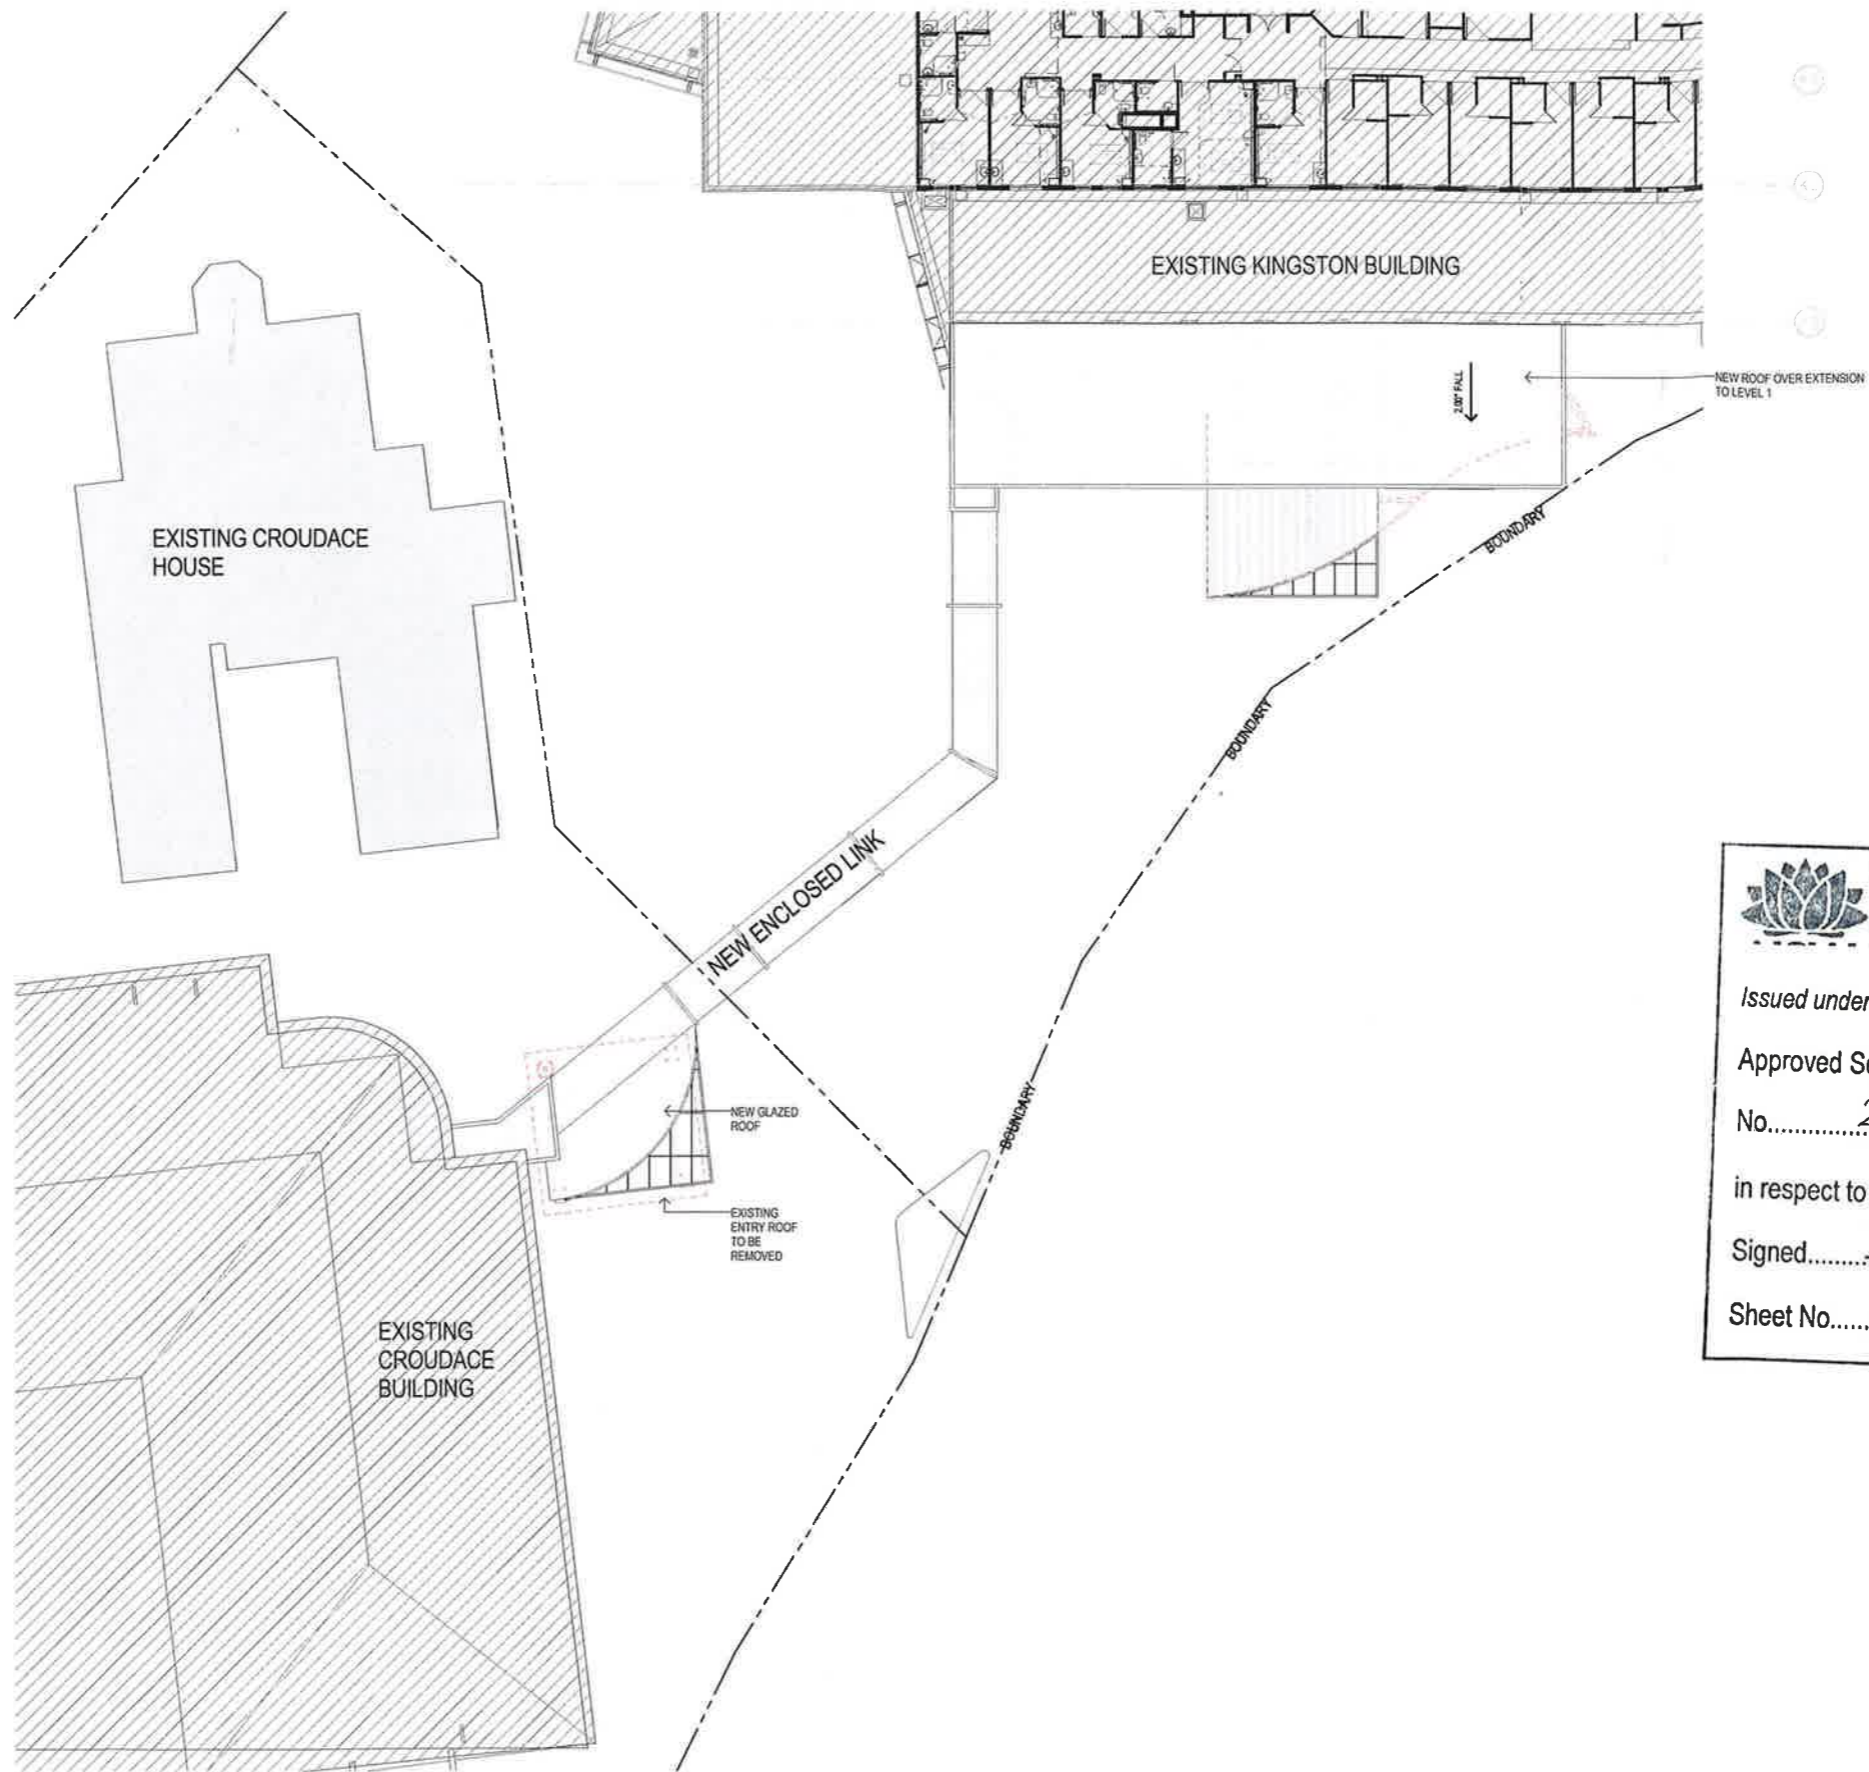 EXISTING KINGSTON BUILDING
2.00° FALL
NEW ROOF OVER EXTENSION
TO LEVEL 1
EXISTING CROUDACE
HOUSE
BOUNDARY
BOUNDARY
NEW ENCLOSED LINK
BOUNDARY
NEW GLAZED
ROOF
EXISTING
ENTRY ROOF
TO BE
REMOVED
EXISTING
CROUDACE
BUILDING
Issued under
Approved
No.
in respect to
Signed
Sheet No.